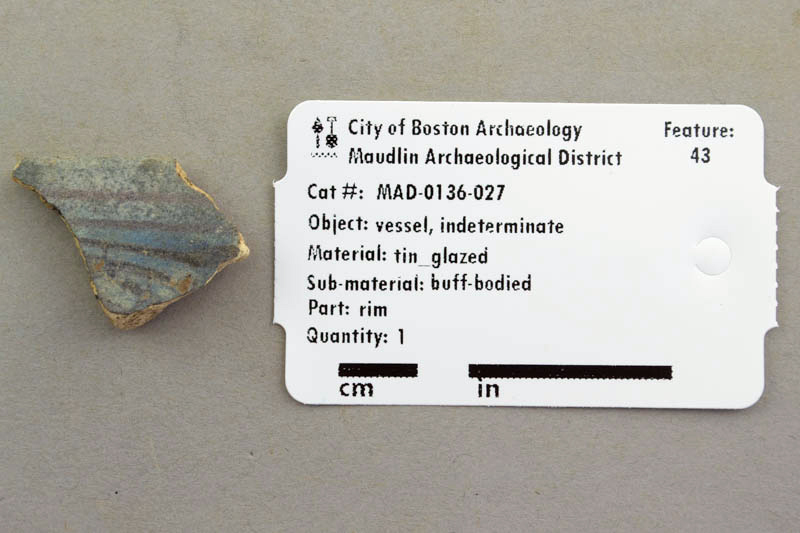 City of Boston Archaeology
Maudlin Archaeological District
Feature:
43
Cat #: MAD-0136-027
Object: vessel, indeterminate
Material: tin_glazed
Sub-material: buff-bodied
Part: rim
Quantity: 1
cm in